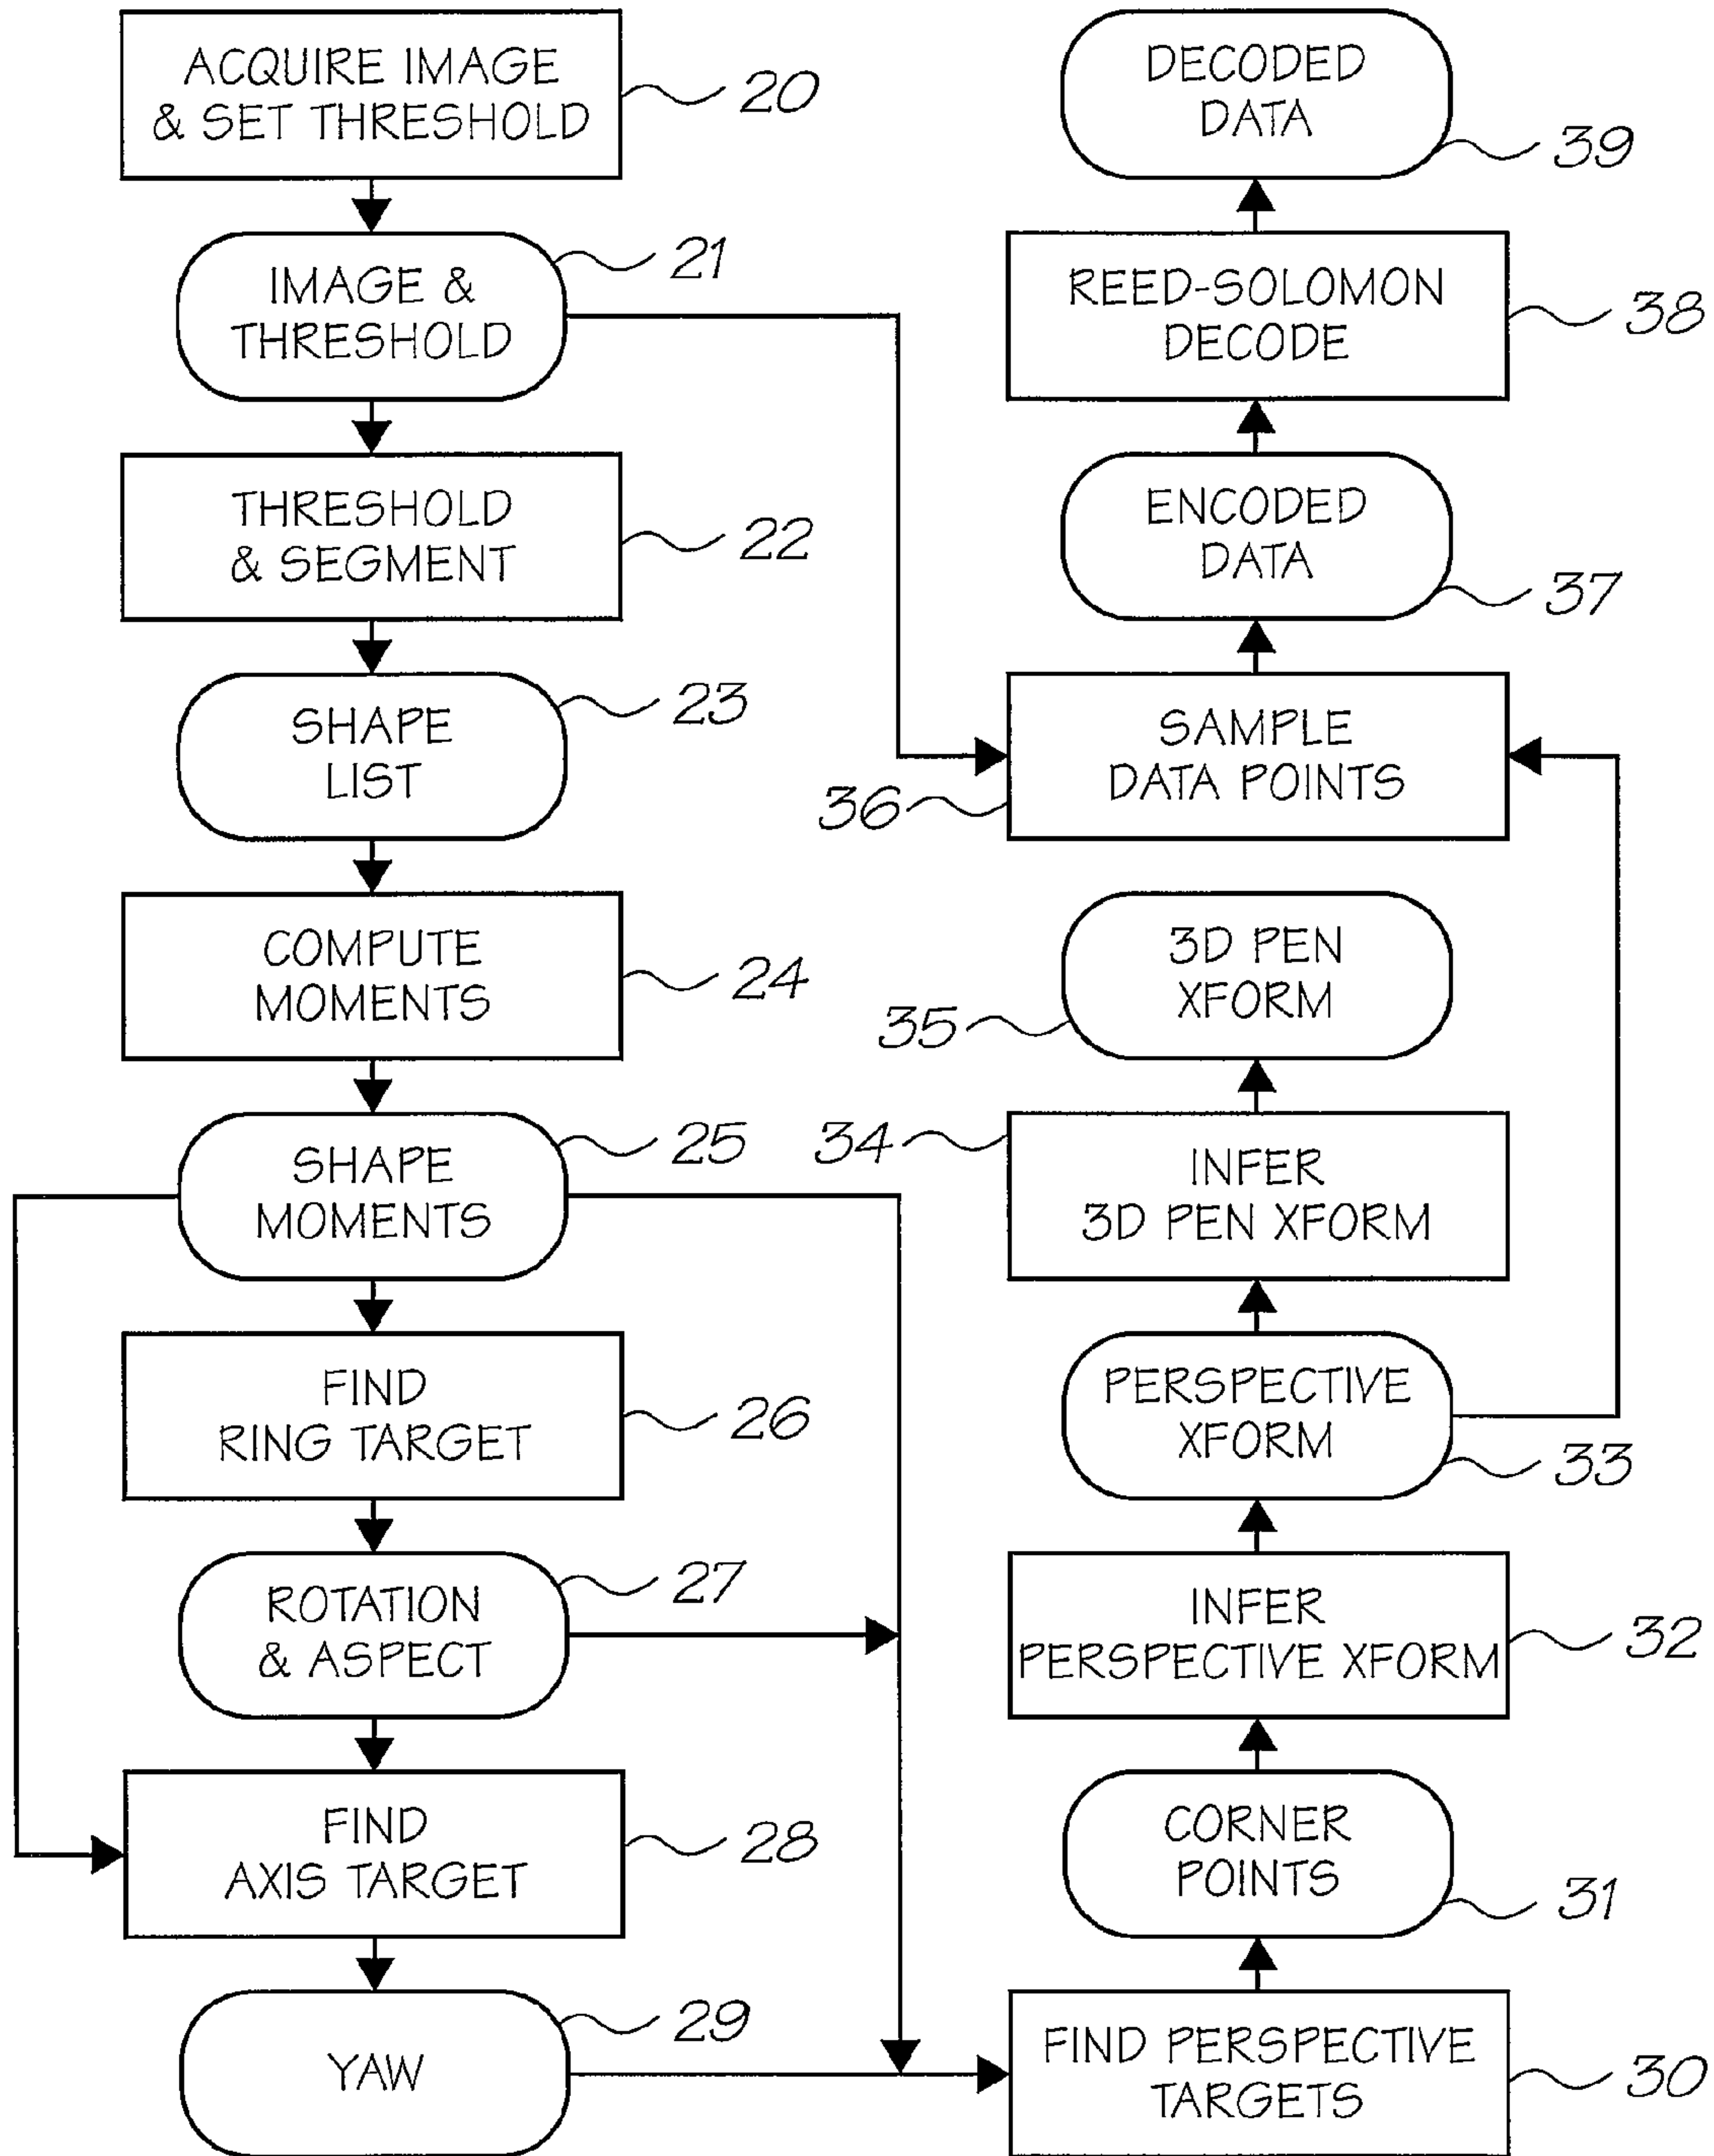 ACQUIRE IMAGE
& SET THRESHOLD
20
IMAGE &
THRESHOLD
21
THRESHOLD
& SEGMENT
22
SHAPE
LIST
23
COMPUTE
MOMENTS
24
SHAPE
MOMENTS
25
FIND
RING TARGET
26
ROTATION
& ASPECT
27
FIND
AXIS TARGET
28
YAW
29
DECODED
DATA
39
REED-SOLOMON
DECODE
38
ENCODED
DATA
37
SAMPLE
DATA POINTS
36
3D PEN
XFORM
35
INFER
3D PEN XFORM
34
PERSPECTIVE
XFORM
33
INFER
PERSPECTIVE XFORM
32
CORNER
POINTS
31
FIND PERSPECTIVE
TARGETS
30